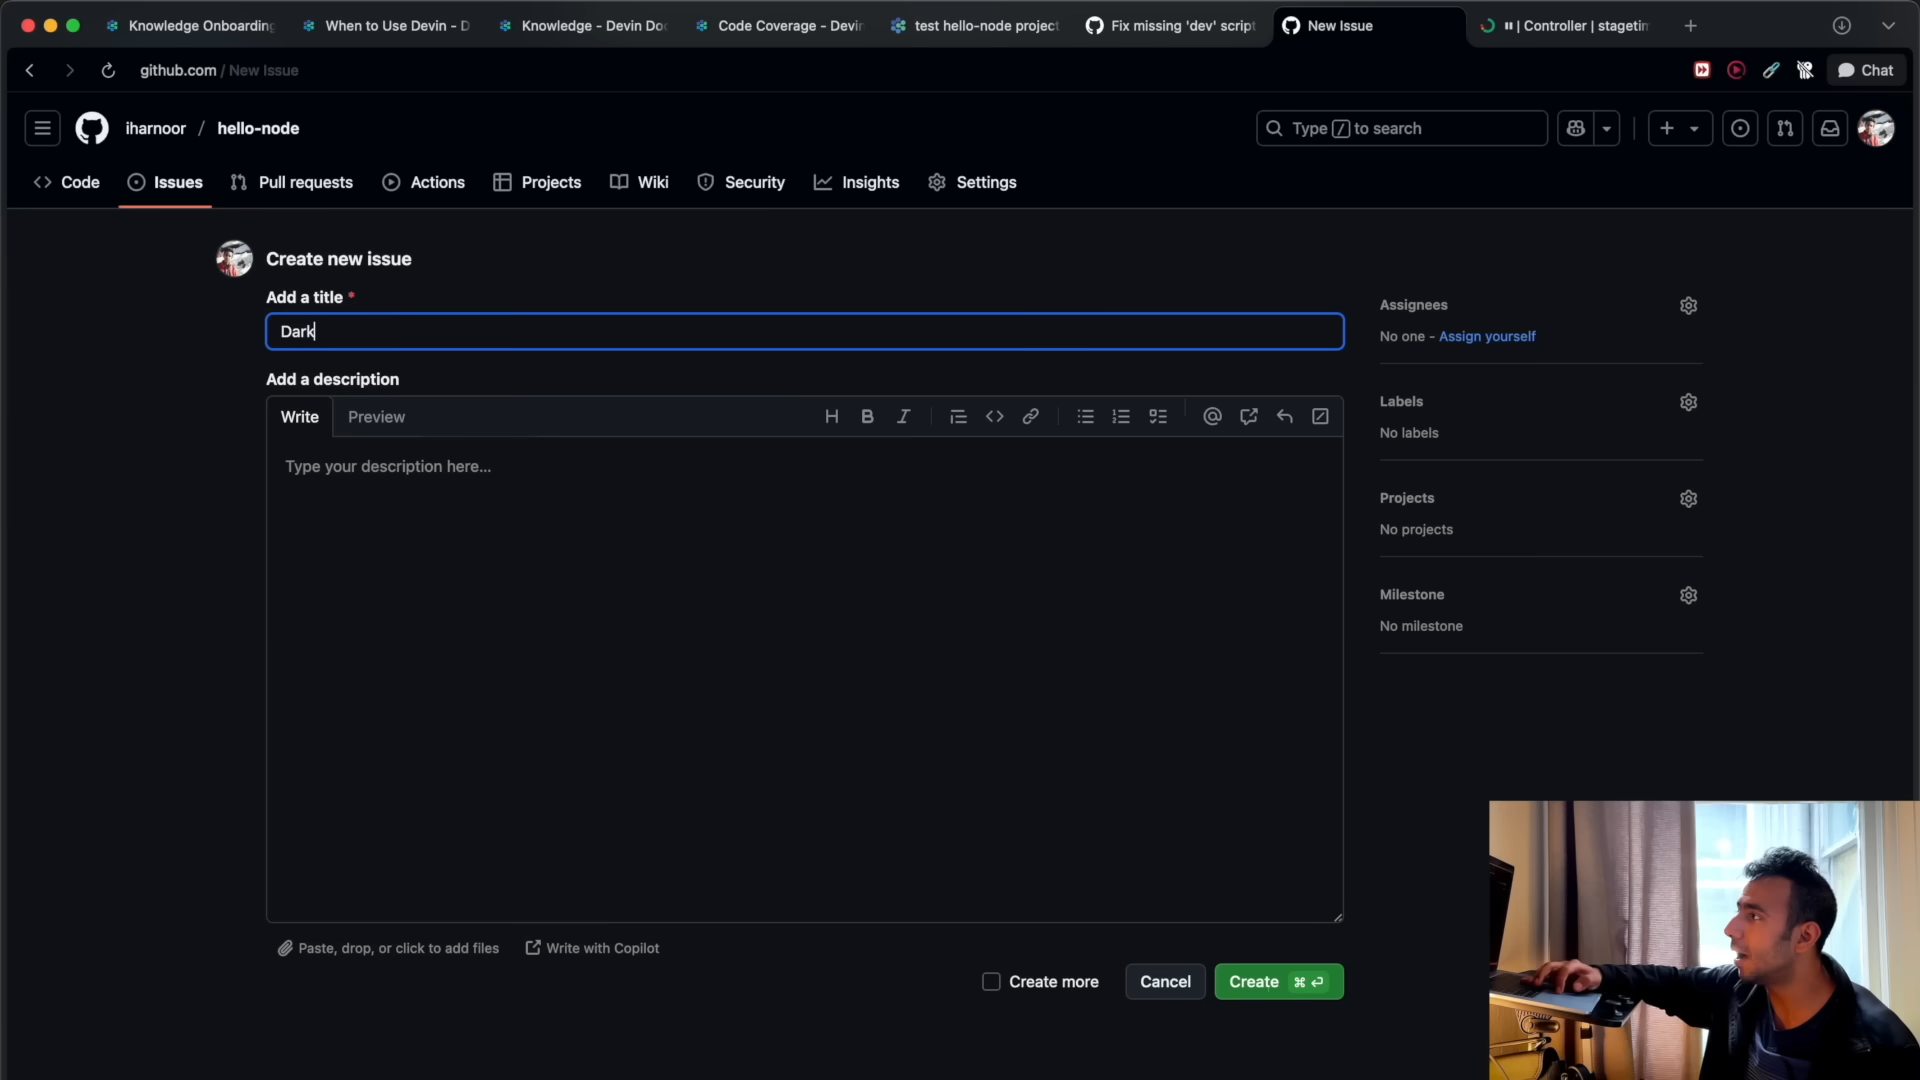 Knowledge Onboarding
When to Use Devin - D
Knowledge - Devin Doc
Code Coverage - Devin
test hello-node project
Fix missing 'dev' script
New Issue
| Controller | stagetim
github.com / New Issue
Chat
iharnoor / hello-node
Type / to search
Code
Issues
Pull requests
Actions
Projects
Wiki
Security
Insights
Settings
Create new issue
Add a title *
Dark
Add a description
Write
Preview
Type your description here...
Paste, drop, or click to add files
Write with Copilot
Create more
Cancel
Create ⌘ ↵
Assignees
No one - Assign yourself
Labels
No labels
Projects
No projects
Milestone
No milestone